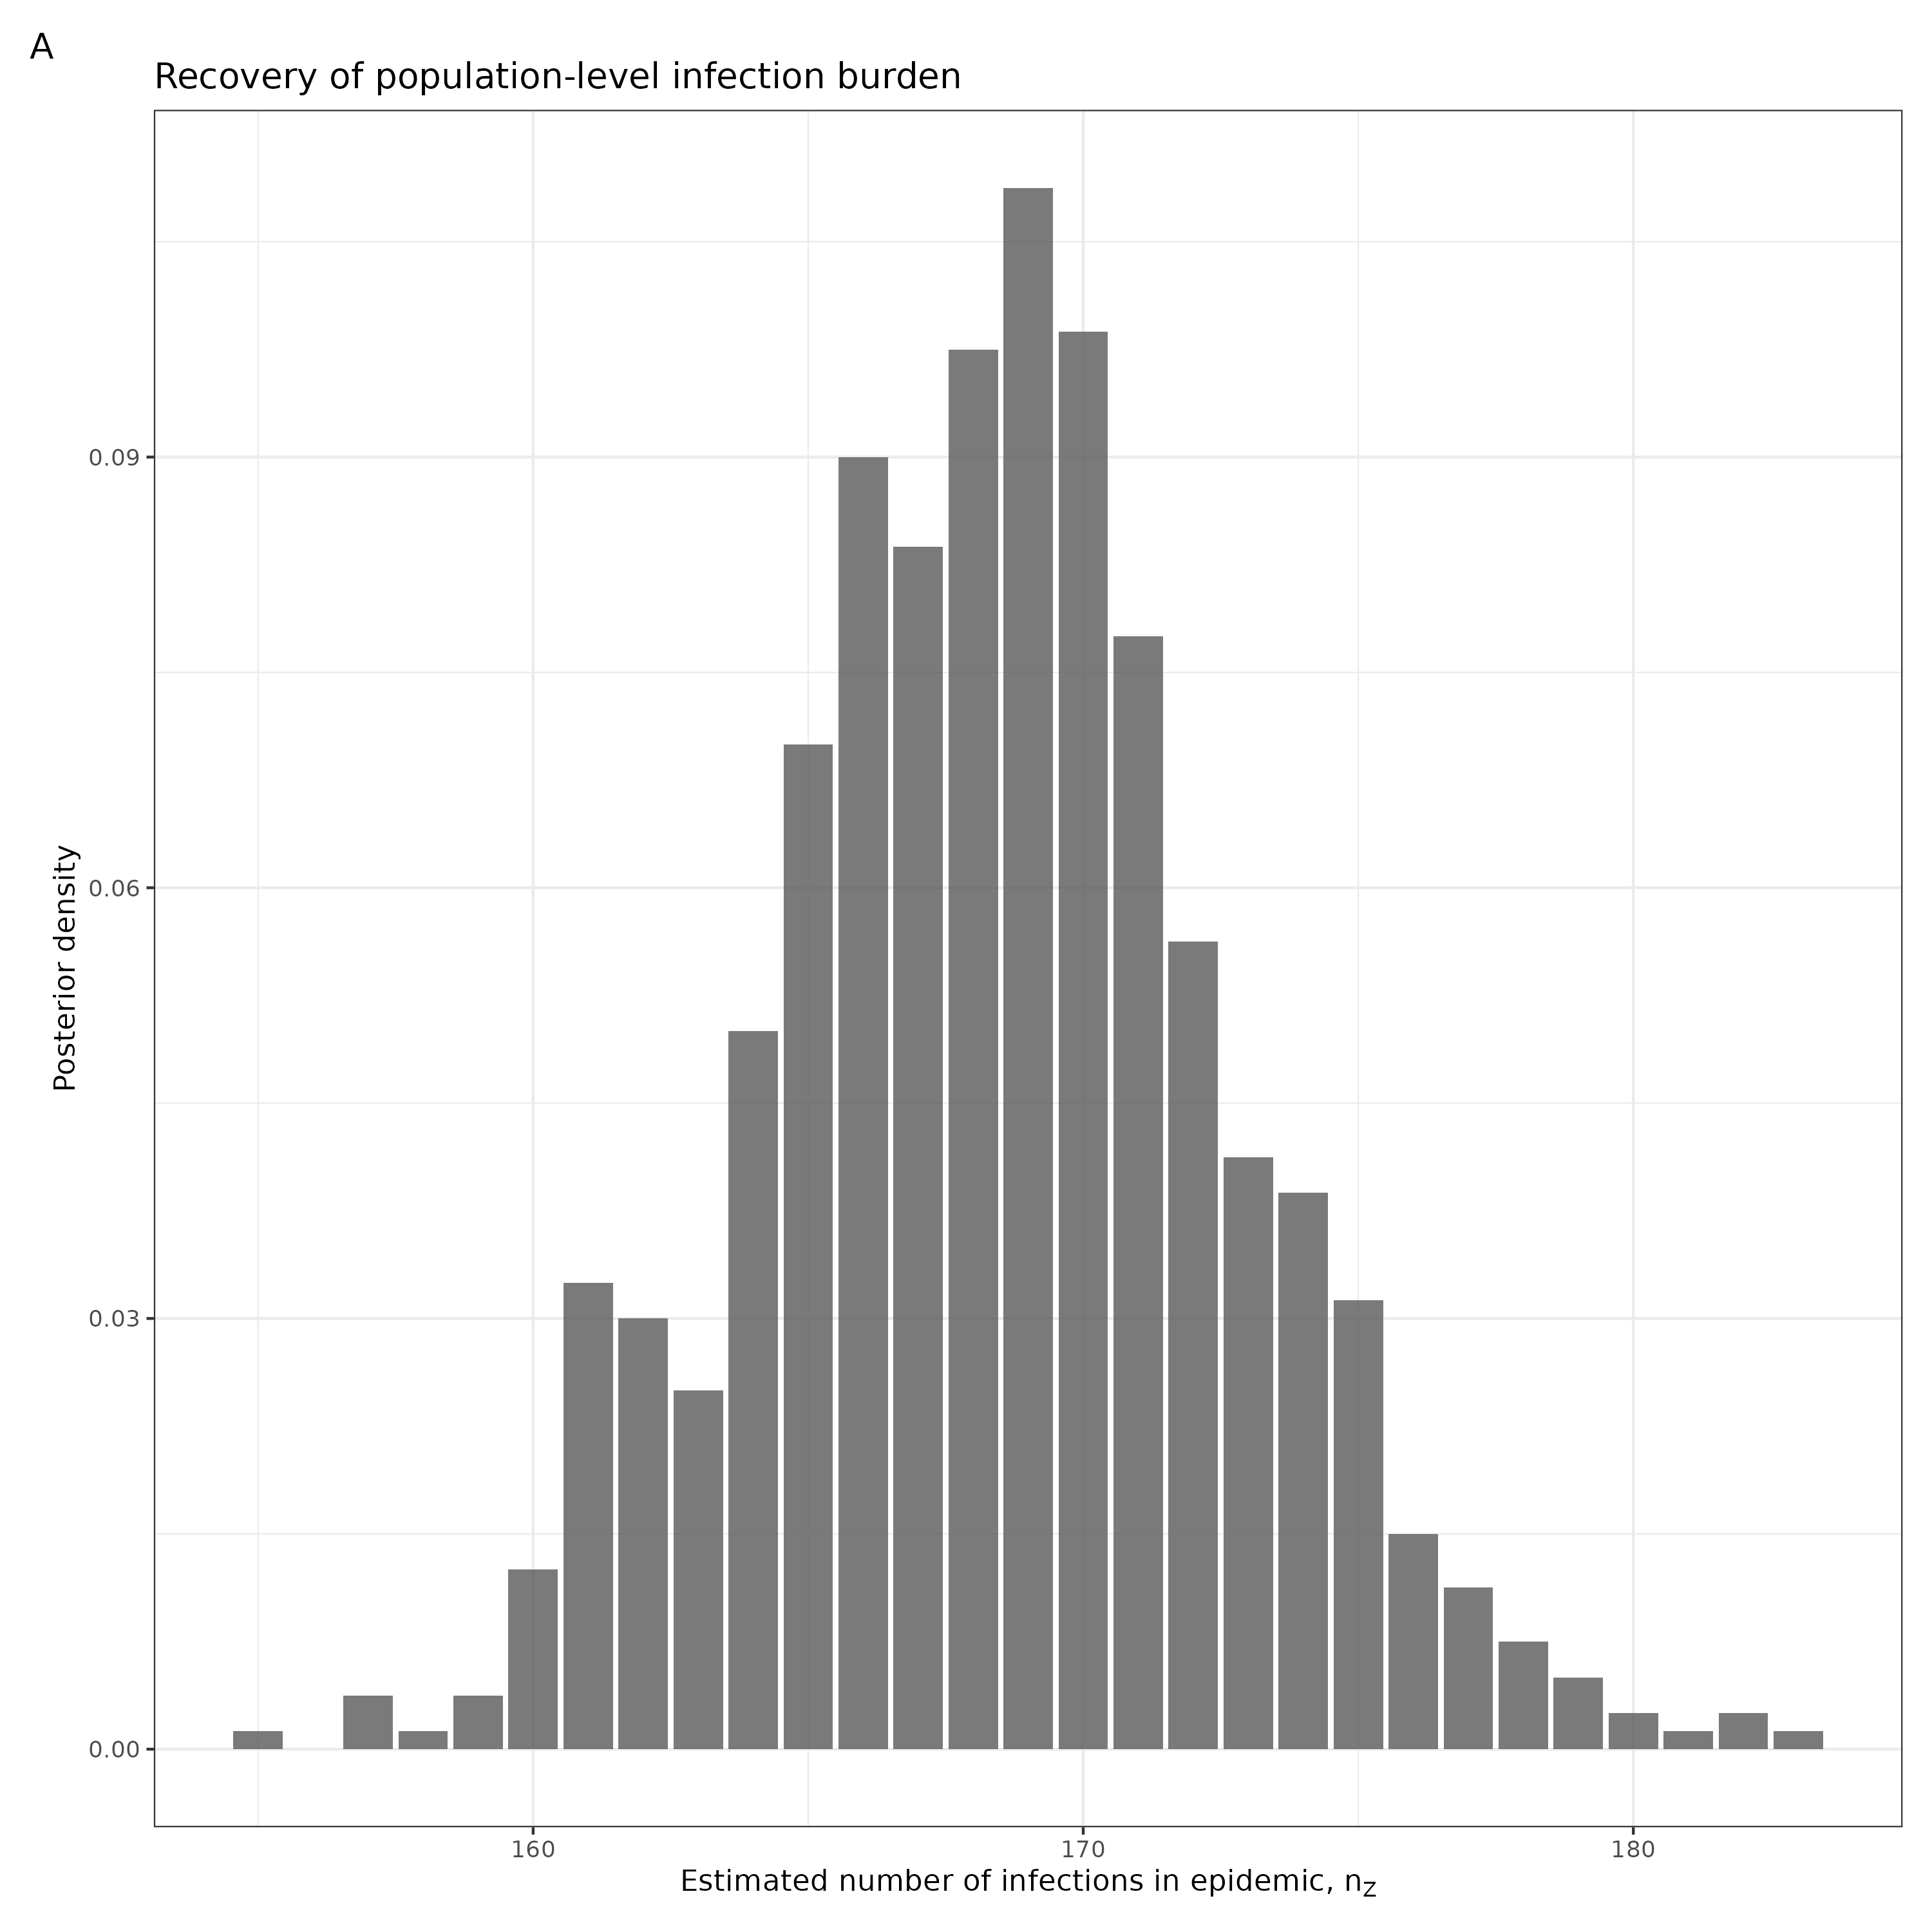 A
Recovery of population-level infection burden
Posterior density
0.09
0.06
0.03
0.00
160
170
180
Estimated number of infections in epidemic, nZ